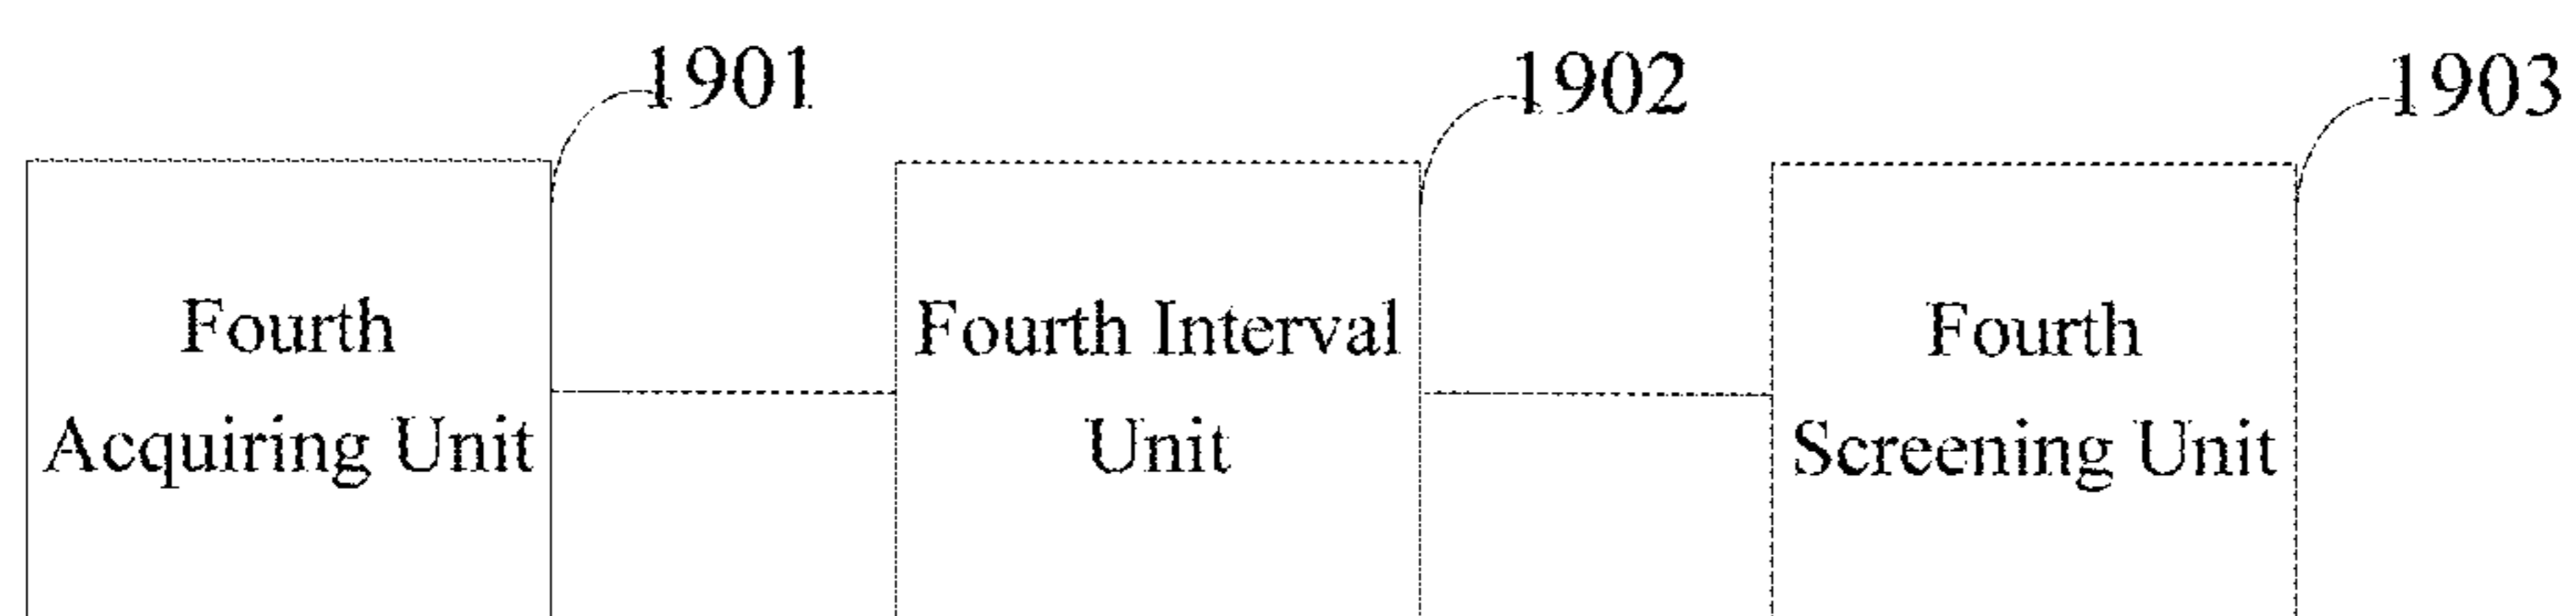 1901
1902
1903
Fourth
Acquiring Unit
Fourth Interval
Unit
Fourth
Screening Unit